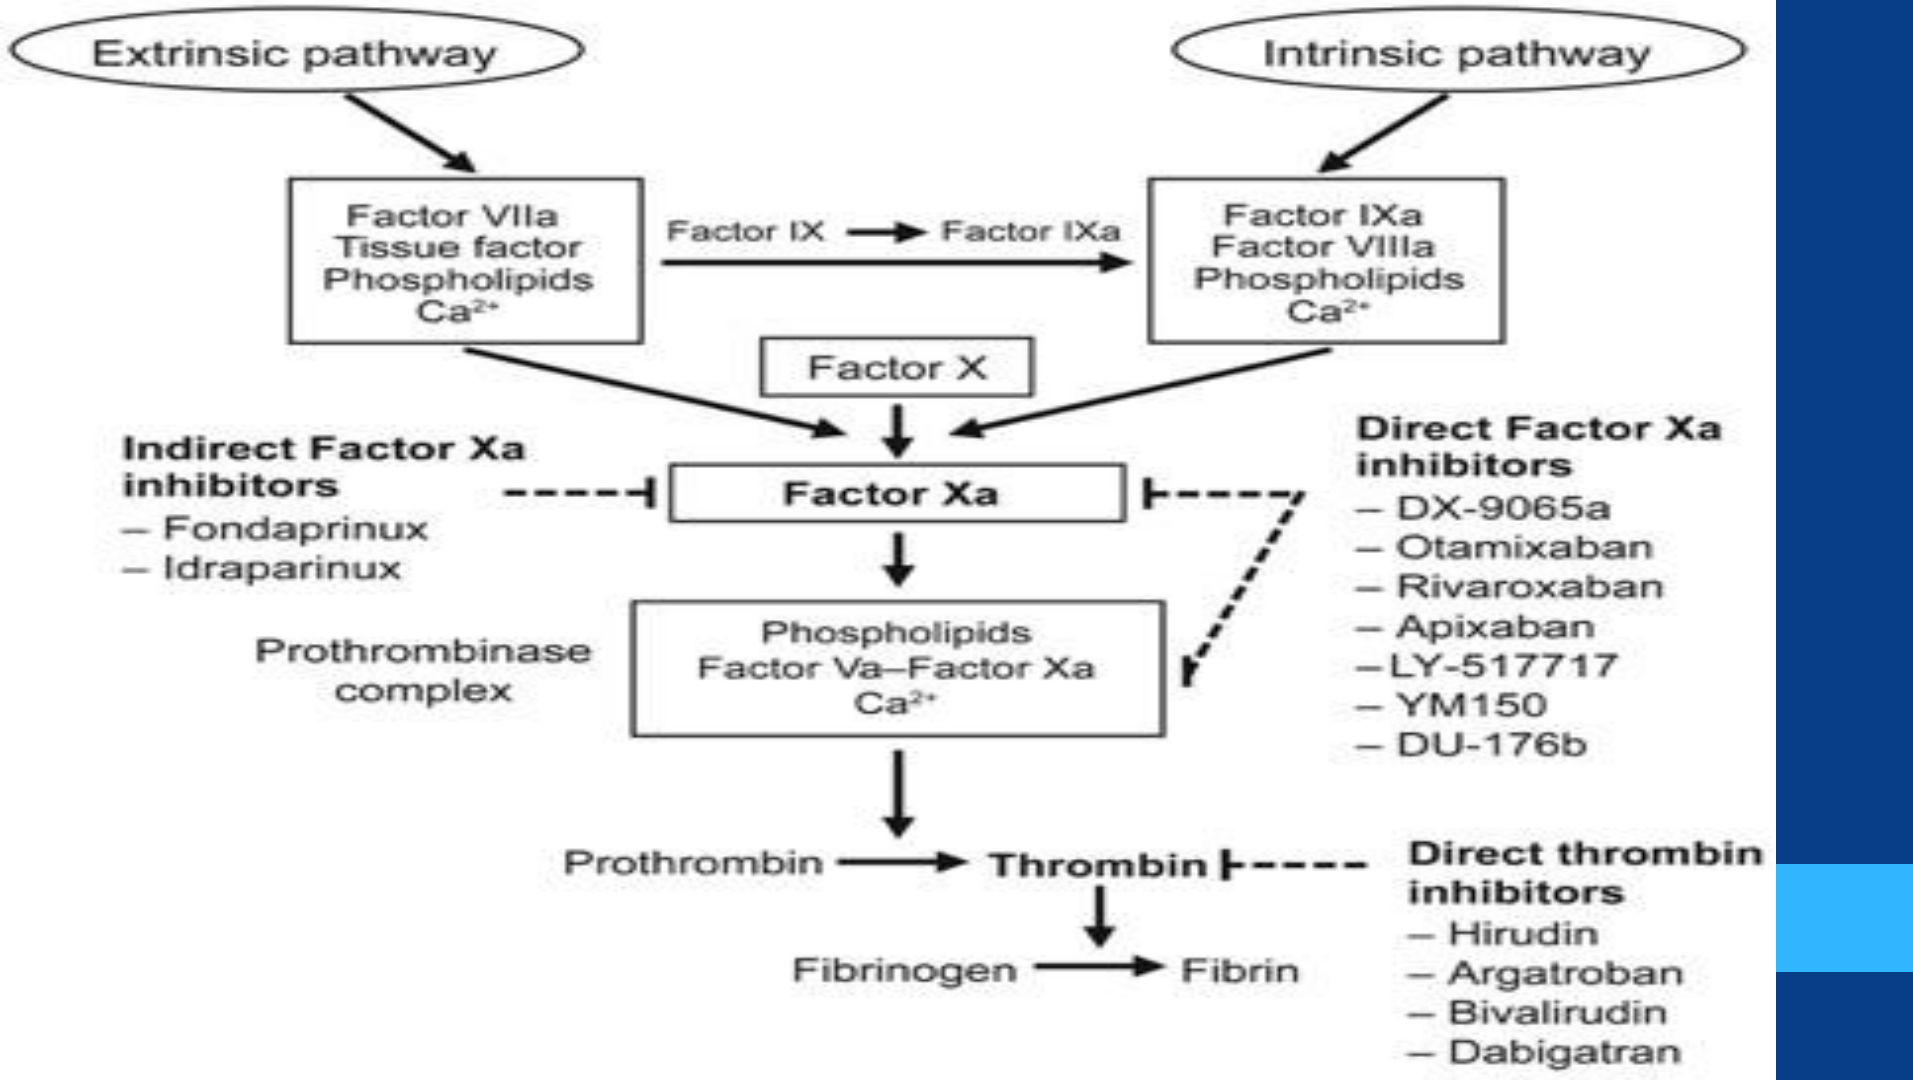 Extrinsic pathway
Intrinsic pathway
Factor VIIa
Tissue factor
Phospholipids
Ca²⁺
Factor IX
Factor IXa
Factor IXa
Factor VIIIa
Phospholipids
Ca²⁺
Factor X
Indirect Factor Xa
inhibitors
– Fondaprinux
– Idraparinux
Factor Xa
Direct Factor Xa
inhibitors
– DX-9065a
– Otamixaban
– Rivaroxaban
– Apixaban
– LY-517717
– YM150
– DU-176b
Prothrombinase
complex
Phospholipids
Factor Va–Factor Xa
Ca²⁺
Prothrombin
Thrombin
Direct thrombin
inhibitors
– Hirudin
– Argatroban
– Bivalirudin
– Dabigatran
Fibrinogen
Fibrin